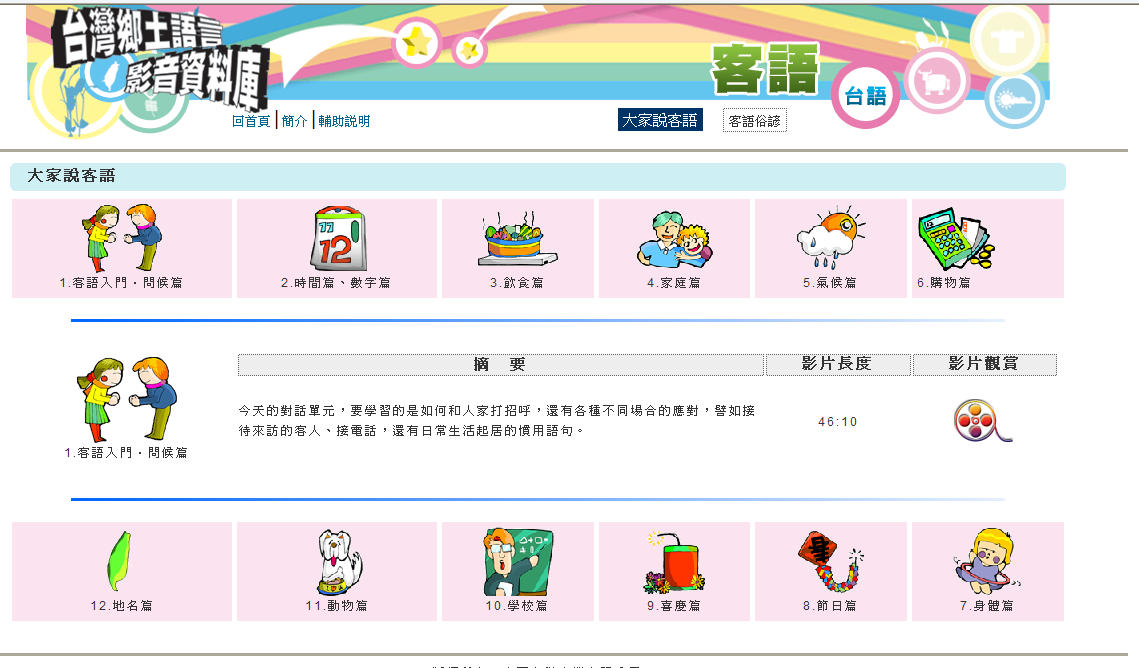 台灣鄉土語言
影音資料庫
客語
台語
回首頁 | 簡介 | 輔助說明
大家說客語
客語俗諺
大家說客語
11
12
1.客語入門‧問候篇
2.時間篇、數字篇
3.飲食篇
4.家庭篇
5.氣候篇
6.購物篇
摘 要
影片長度
影片觀賞
今天的對話單元，要學習的是如何和人家打招呼，還有各種不同場合的應對，譬如接
待來訪的客人、接電話，還有日常生活起居的慣用語句。
46:10
1.客語入門‧問候篇
12.地名篇
11.動物篇
10.學校篇
9.喜慶篇
8.節日篇
7.身體篇